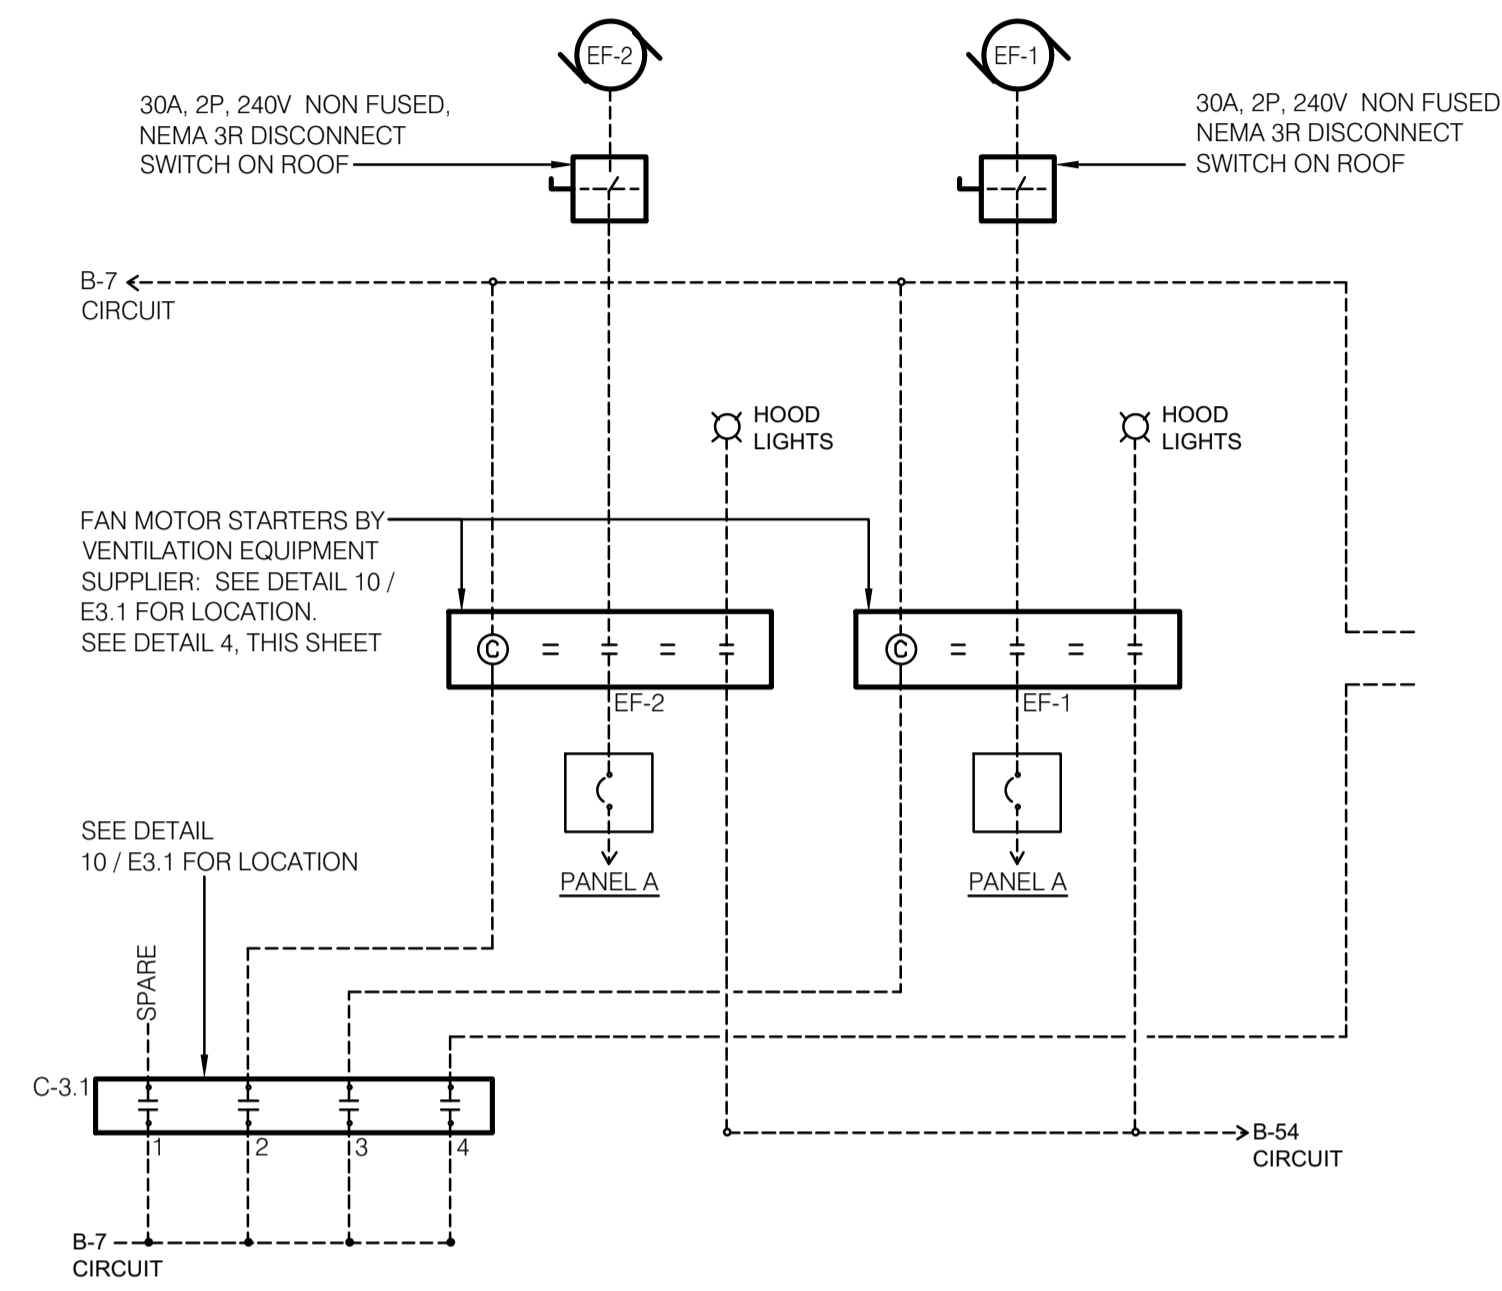 EF-2
EF-1
30A, 2P, 240V NON FUSED,
NEMA 3R DISCONNECT
SWITCH ON ROOF
30A, 2P, 240V NON FUSED
NEMA 3R DISCONNECT
SWITCH ON ROOF
B-7
CIRCUIT
HOOD
LIGHTS
HOOD
LIGHTS
FAN MOTOR STARTERS BY
VENTILATION EQUIPMENT
SUPPLIER: SEE DETAIL 10 /
E3.1 FOR LOCATION.
SEE DETAIL 4, THIS SHEET
C
C
EF-2
EF-1
PANEL A
PANEL A
SEE DETAIL
10 / E3.1 FOR LOCATION
SPARE
C-3.1
1
2
3
4
B-54
CIRCUIT
B-7
CIRCUIT